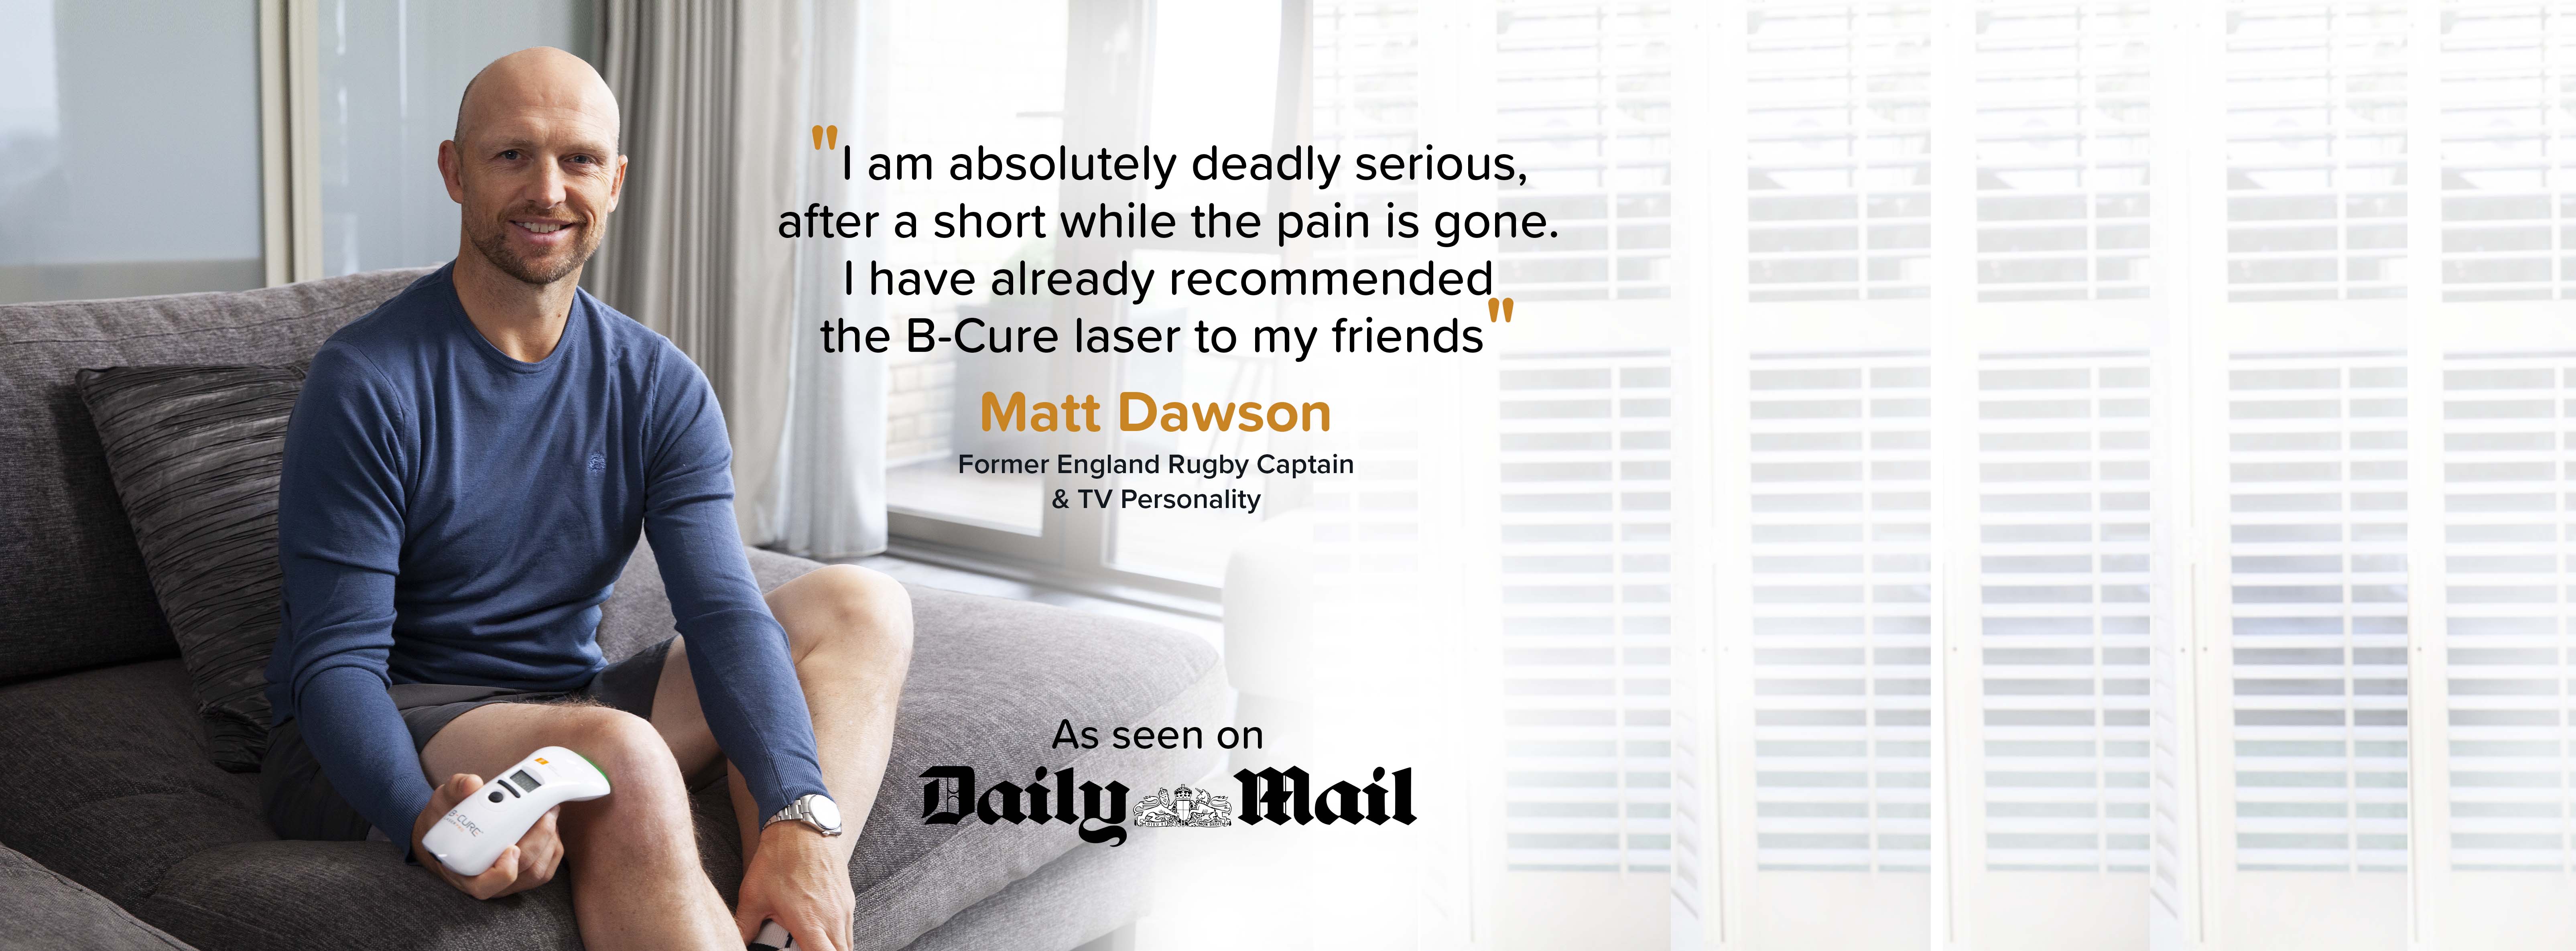 "I am absolutely deadly serious,
after a short while the pain is gone.
I have already recommended
the B-Cure laser to my friends"
Matt Dawson
Former England Rugby Captain
& TV Personality
As seen on
Daily Mail
B-CURE